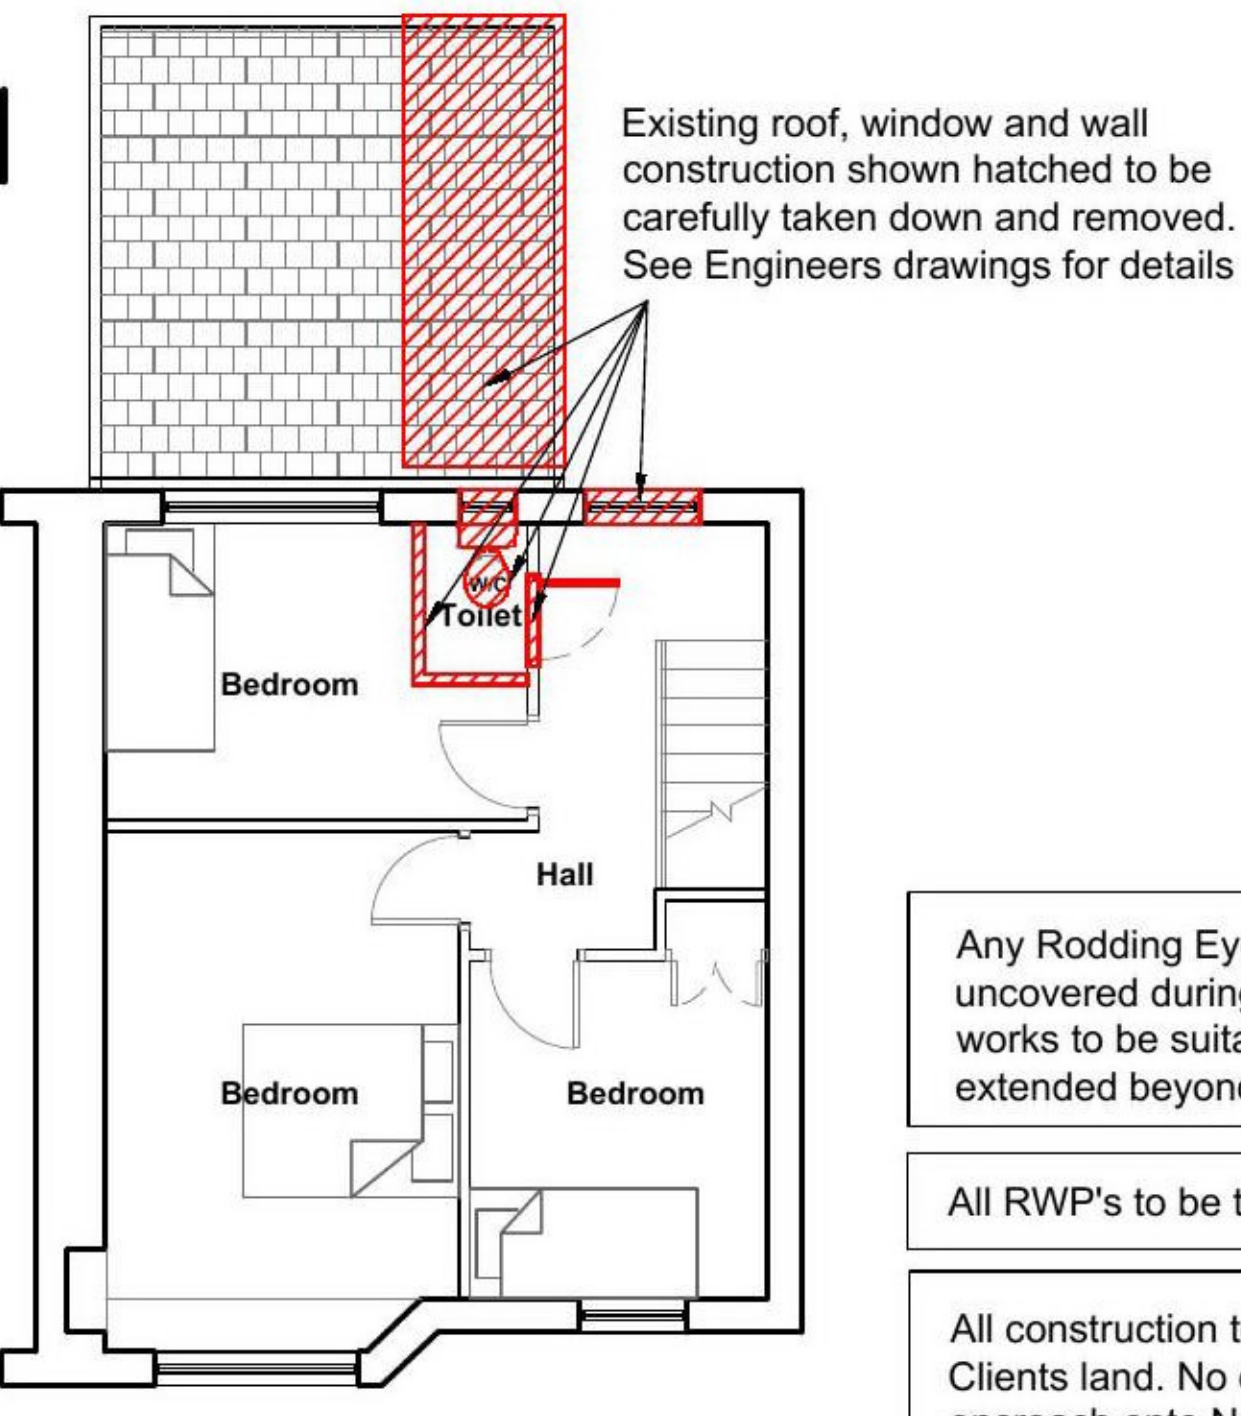 Existing roof, window and wall
construction shown hatched to be
carefully taken down and removed.
See Engineers drawings for details
W/C
Toilet
Bedroom
Hall
Bedroom
Bedroom
Any Rodding Ey
uncovered during
works to be suita
extended beyond
All RWP's to be t
All construction t
Clients land. No